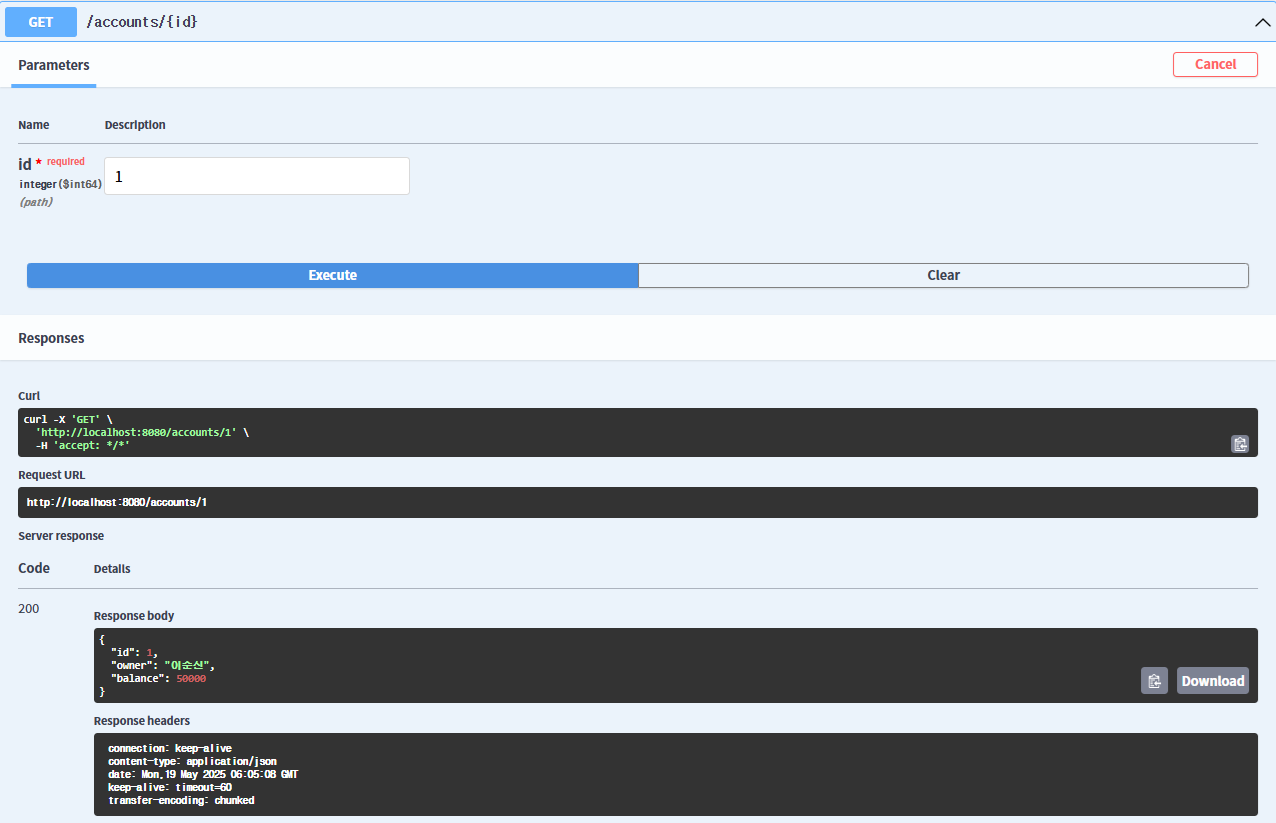 GET /accounts/{id}
Parameters
Cancel
Name Description
id * required
integer($int64)
(path)
1
Execute Clear
Responses
Curl
curl -X 'GET' \
  'http://localhost:8080/accounts/1' \
  -H 'accept: */*'
Request URL
http://localhost:8080/accounts/1
Server response
Code Details
200
Response body
{
  "id": 1,
  "owner": "이순신",
  "balance": 50000
}
Download
Response headers
connection: keep-alive
content-type: application/json
date: Mon,19 May 2025 06:05:08 GMT
keep-alive: timeout=60
transfer-encoding: chunked